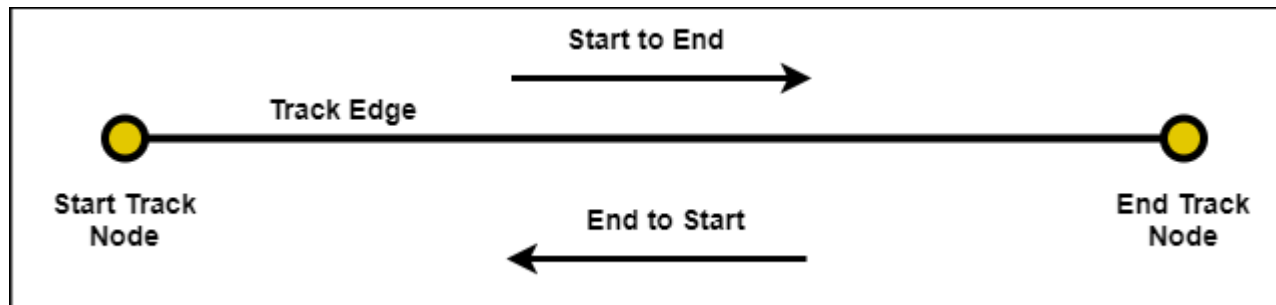 Start to End
Track Edge
Start Track
Node
End Track
Node
End to Start